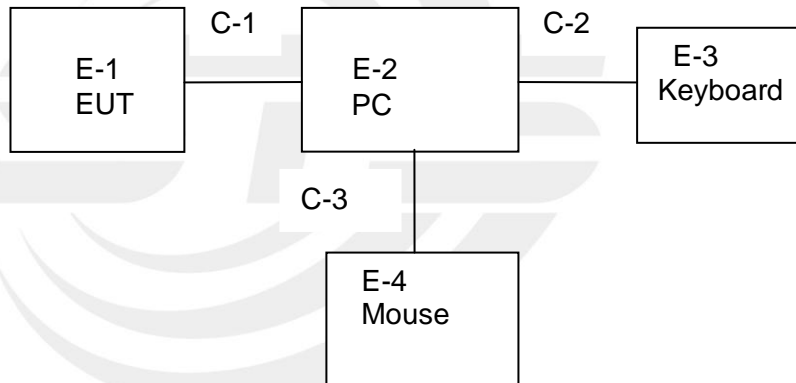 C-1
C-2
E-1
EUT
E-2
PC
E-3
Keyboard
C-3
E-4
Mouse